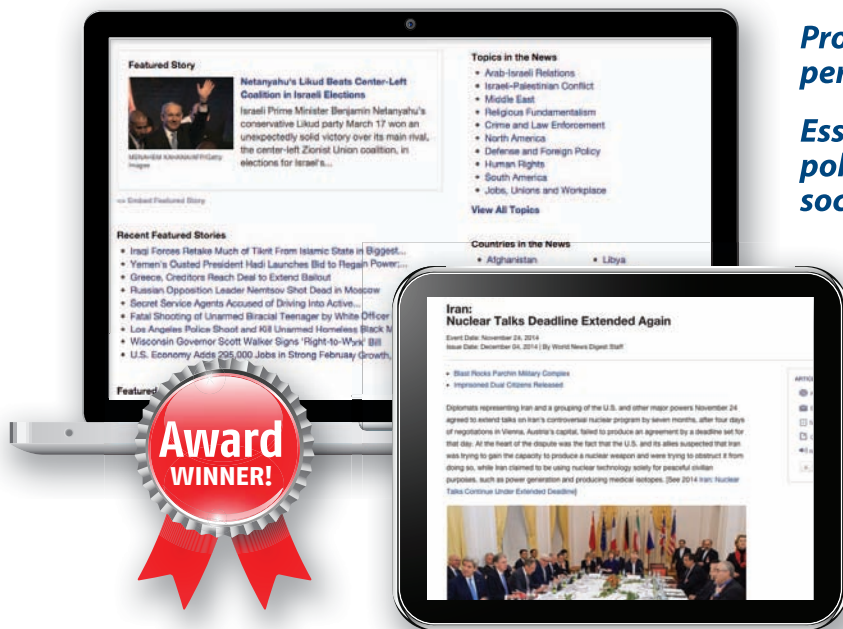 Featured Story
Netanyahu's Likud Beats Center-Left
Coalition in Israeli Elections
Israeli Prime Minister Benjamin Netanyahu's
conservative Likud party March 17 won an
unexpectedly solid victory over its main rival,
the center-left Zionist Union coalition, in
elections for Israel's...
MENAHEM KAHANA/AFP/Getty
Images
<> Embed Featured Story
Recent Featured Stories
• Iraqi Forces Retake Much of Tikrit From Islamic State in Biggest...
• Yemen's Ousted President Hadi Launches Bid to Regain Power;...
• Greece, Creditors Reach Deal to Extend Bailout
• Russian Opposition Leader Nemtsov Shot Dead in Moscow
• Secret Service Agents Accused of Driving Into Active...
• Fatal Shooting of Unarmed Biracial Teenager by White Officer
• Los Angeles Police Shoot and Kill Unarmed Homeless Black M
• Wisconsin Governor Scott Walker Signs 'Right-to-Work' Bill
• U.S. Economy Adds 295,000 Jobs in Strong February Growth,
Featured
Topics in the News
• Arab-Israeli Relations
• Israeli-Palestinian Conflict
• Middle East
• Religious Fundamentalism
• Crime and Law Enforcement
• North America
• Defense and Foreign Policy
• Human Rights
• South America
• Jobs, Unions and Workplace
View All Topics
Countries in the News
• Afghanistan • Libya
Pro
per
Ess
pol
soc
Award
WINNER!
Iran:
Nuclear Talks Deadline Extended Again
Event Date: November 24, 2014
Issue Date: December 04, 2014 | By World News Digest Staff
• Blast Rocks Parchin Military Complex
• Imprisoned Dual Citizens Released
Diplomats representing Iran and a grouping of the U.S. and other major powers November 24
agreed to extend talks on Iran's controversial nuclear program by seven months, after four days
of negotiations in Vienna, Austria's capital, failed to produce an agreement by a deadline set for
that day. At the heart of the dispute was the fact that the U.S. and its allies suspected that Iran
was trying to gain the capacity to produce a nuclear weapon and were trying to obstruct it from
doing so, while Iran claimed to be using nuclear technology solely for peaceful civilian
purposes, such as power generation and producing medical isotopes. [See 2014 Iran: Nuclear
Talks Continue Under Extended Deadline]
ARTIC